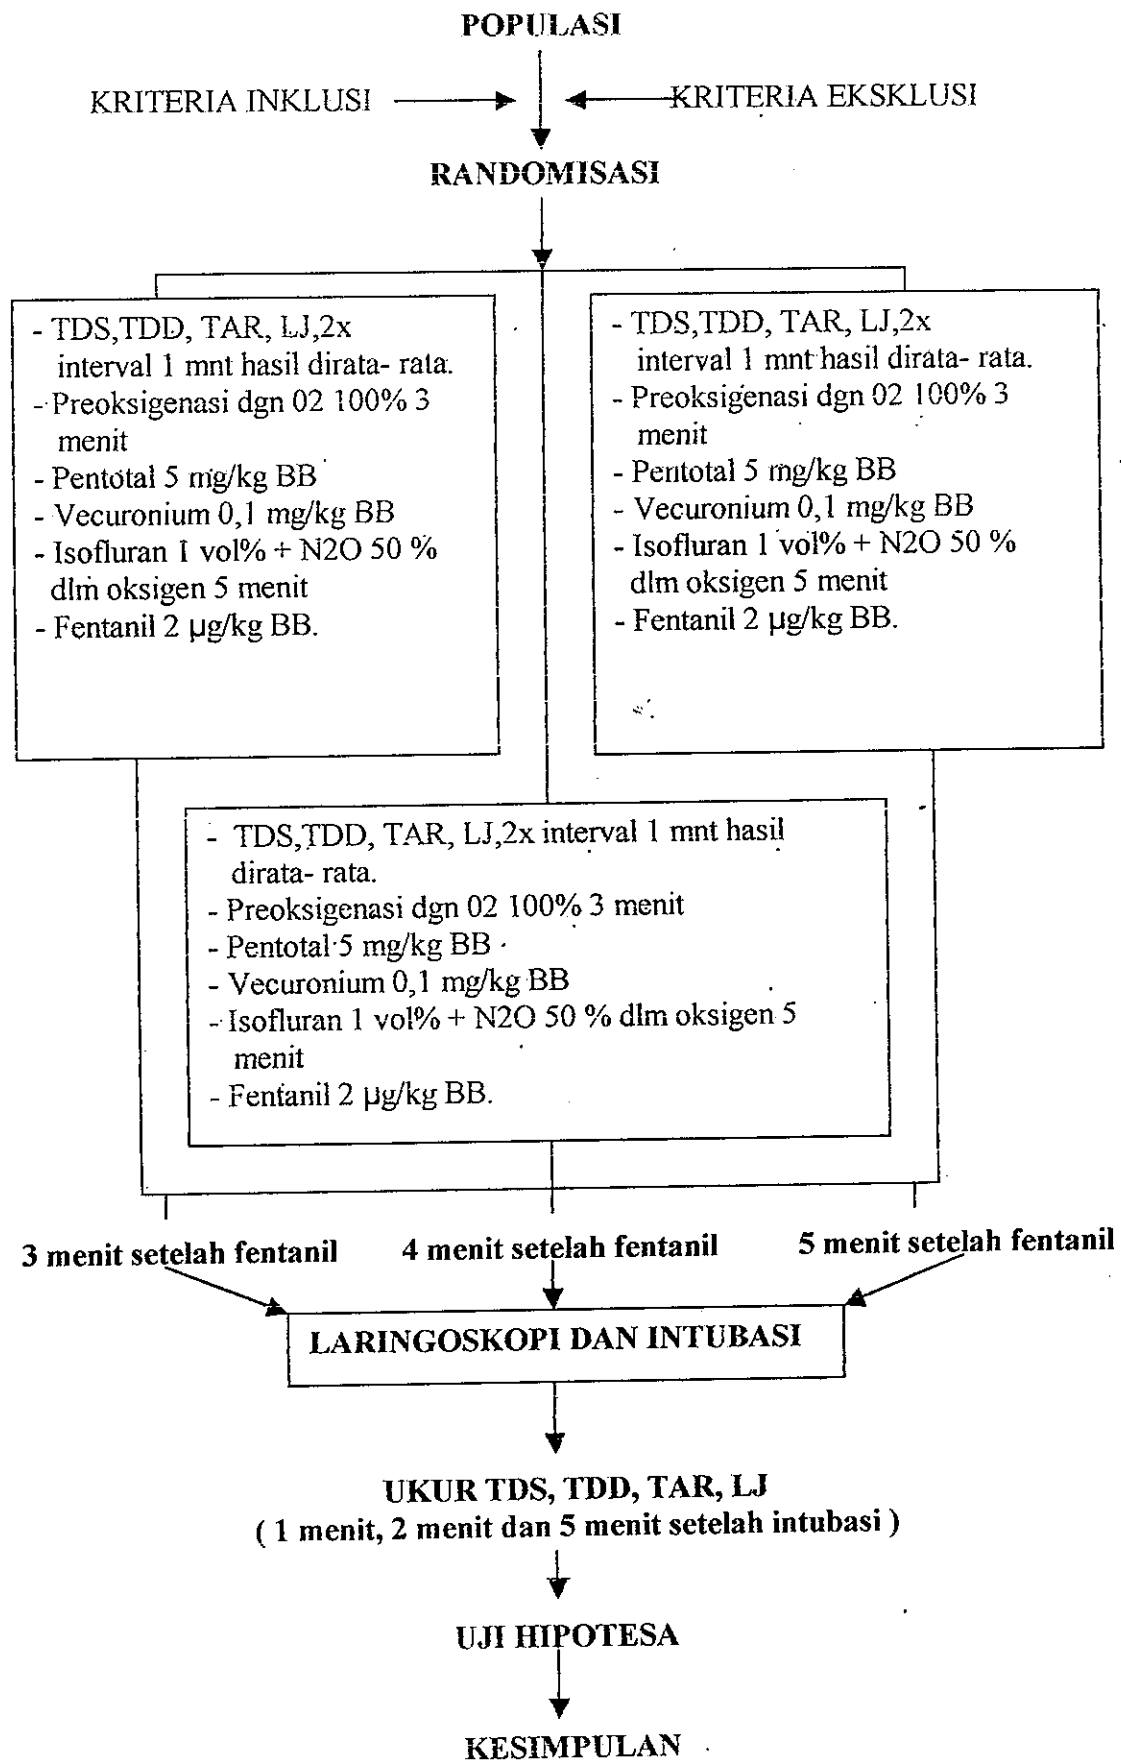 POPULASI
KRITERIA INKLUSI
KRITERIA EKSKLUSI
RANDOMISASI
- TDS,TDD, TAR, LJ,2x
interval 1 mnt hasil dirata- rata.
- Preoksigenasi dgn 02 100% 3
menit
- Pentotal 5 mg/kg BB
- Vecuronium 0,1 mg/kg BB
- Isofluran 1 vol% + N2O 50 %
dlm oksigen 5 menit
- Fentanil 2 µg/kg BB.
- TDS,TDD, TAR, LJ,2x
interval 1 mnt hasil dirata- rata.
- Preoksigenasi dgn 02 100% 3
menit
- Pentotal 5 mg/kg BB
- Vecuronium 0,1 mg/kg BB
- Isofluran 1 vol% + N2O 50 %
dlm oksigen 5 menit
- Fentanil 2 µg/kg BB.
- TDS,TDD, TAR, LJ,2x interval 1 mnt hasil
dirata- rata.
- Preoksigenasi dgn 02 100% 3 menit
- Pentotal 5 mg/kg BB
- Vecuronium 0,1 mg/kg BB
- Isofluran 1 vol% + N2O 50 % dlm oksigen 5
menit
- Fentanil 2 µg/kg BB.
3 menit setelah fentanil
4 menit setelah fentanil
5 menit setelah fentanil
LARINGOSKOPI DAN INTUBASI
UKUR TDS, TDD, TAR, LJ
( 1 menit, 2 menit dan 5 menit setelah intubasi )
UJI HIPOTESA
KESIMPULAN